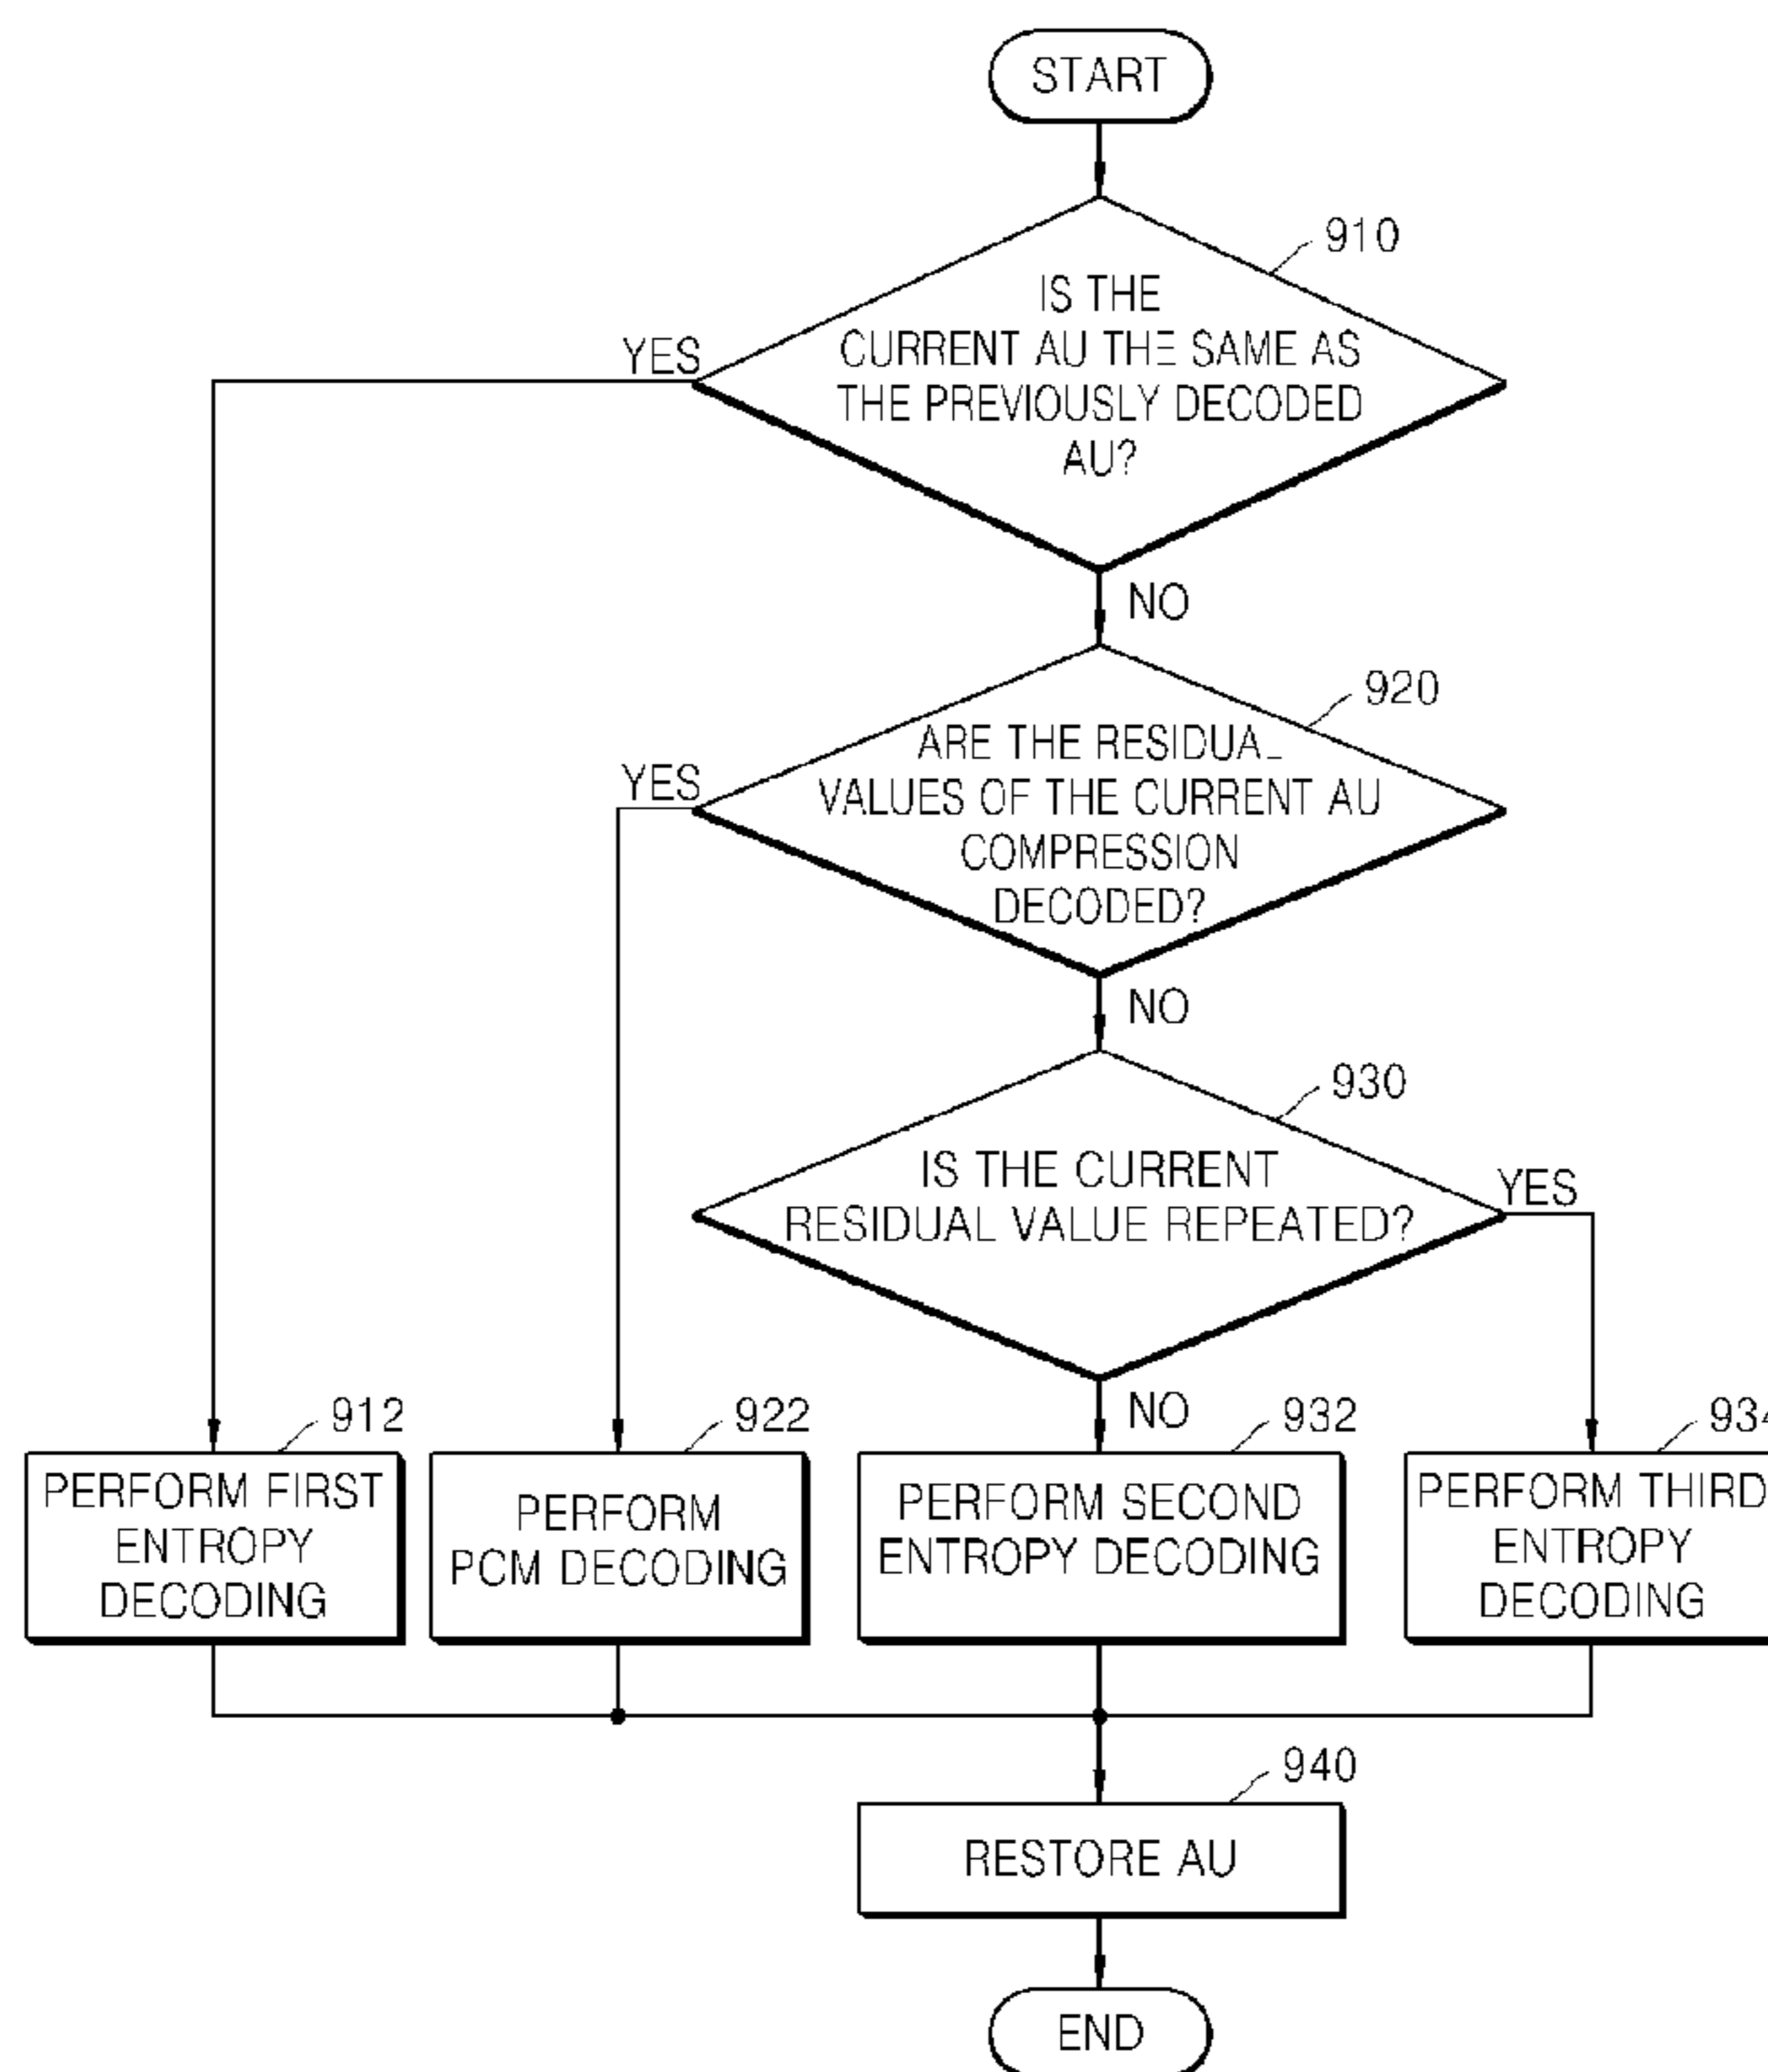 START
910
IS THE
CURRENT AU THE SAME AS
THE PREVIOUSLY DECODED
AU?
YES
NO
920
ARE THE RESIDUAL
VALUES OF THE CURRENT AU
COMPRESSION
DECODED?
YES
NO
930
IS THE CURRENT
RESIDUAL VALUE REPEATED?
YES
NO
912
PERFORM FIRST
ENTROPY
DECODING
922
PERFORM
PCM DECODING
932
PERFORM SECOND
ENTROPY DECODING
934
PERFORM THIRD
ENTROPY
DECODING
940
RESTORE AU
END